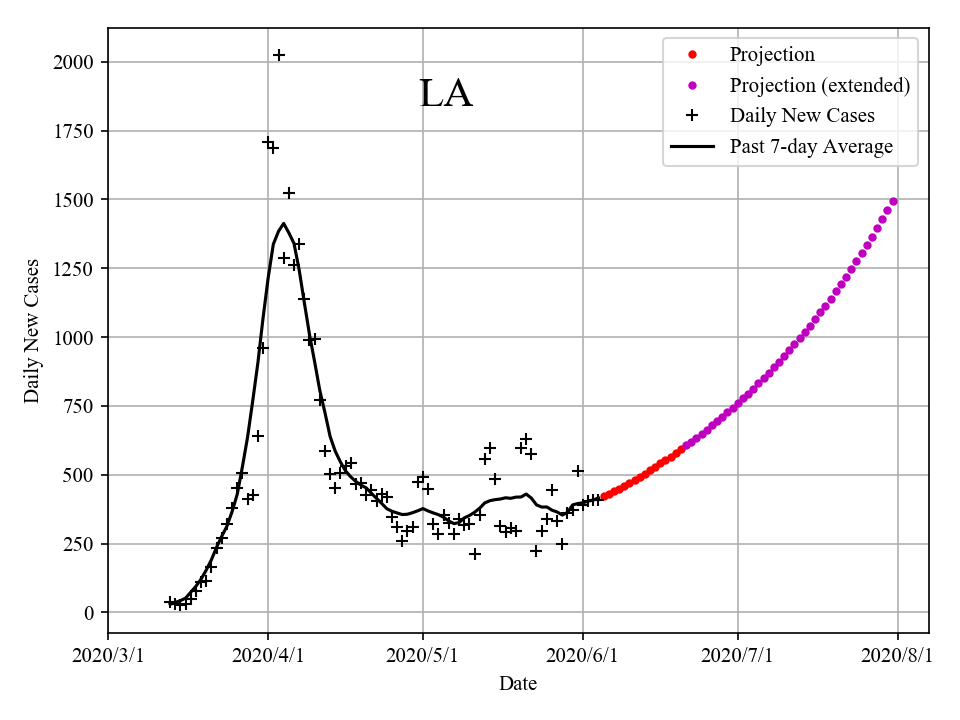 LA
Projection
Projection (extended)
Daily New Cases
Past 7-day Average
Daily New Cases
2000
1750
1500
1250
1000
750
500
250
0
2020/3/1 2020/4/1 2020/5/1 2020/6/1 2020/7/1 2020/8/1
Date